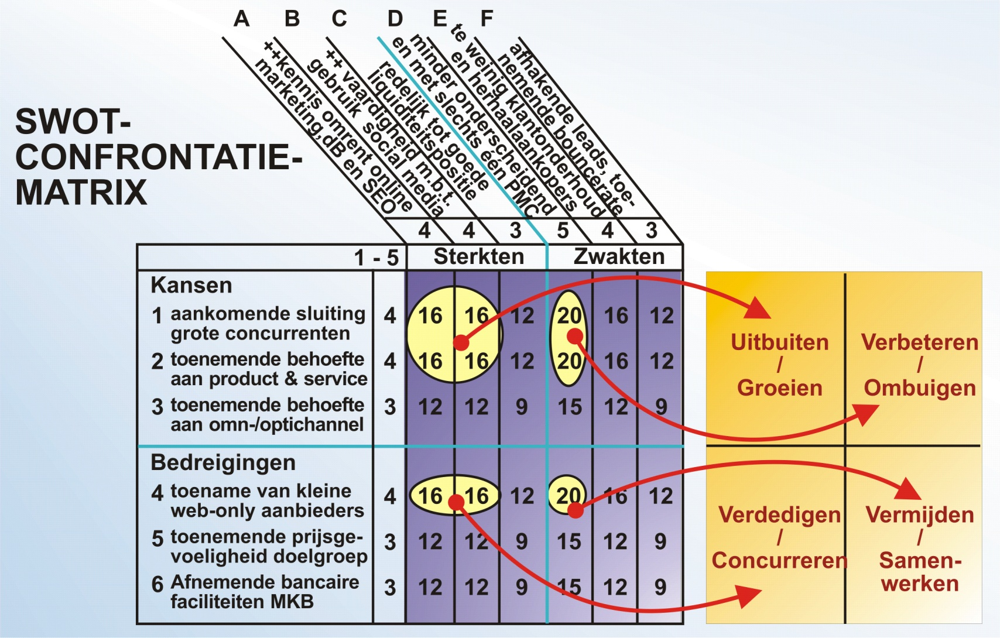 A B C D E F
++kennis omrent online
marketing,dB en SEO
++ vaardigheid m.b.t.
gebruik social media
redelijk tot goede
liquiditeitspositie
minder onderscheidend
en met slechts één PMC
te weinig klantonderhoud
en herhaalaankopers
afhakende leads, toe-
nemende bouncerate
SWOT-
CONFRONTATIE-
MATRIX
4 4 3 5 4 3
1 - 5 Sterkten Zwakten
Kansen
1 aankomende sluiting
grote concurrenten
4 16 16 12 20 16 12
2 toenemende behoefte
aan product & service
4 16 16 12 20 16 12
3 toenemende behoefte
aan omn-/optichannel
3 12 12 9 15 12 9
Bedreigingen
4 toename van kleine
web-only aanbieders
4 16 16 12 20 16 12
5 toenemende prijsge-
voeligheid doelgroep
3 12 12 9 15 12 9
6 Afnemende bancaire
faciliteiten MKB
3 12 12 9 15 12 9
Uitbuiten
/
Groeien
Verbeteren
/
Ombuigen
Verdedigen
/
Concurreren
Vermijden
/
Samen-
werken